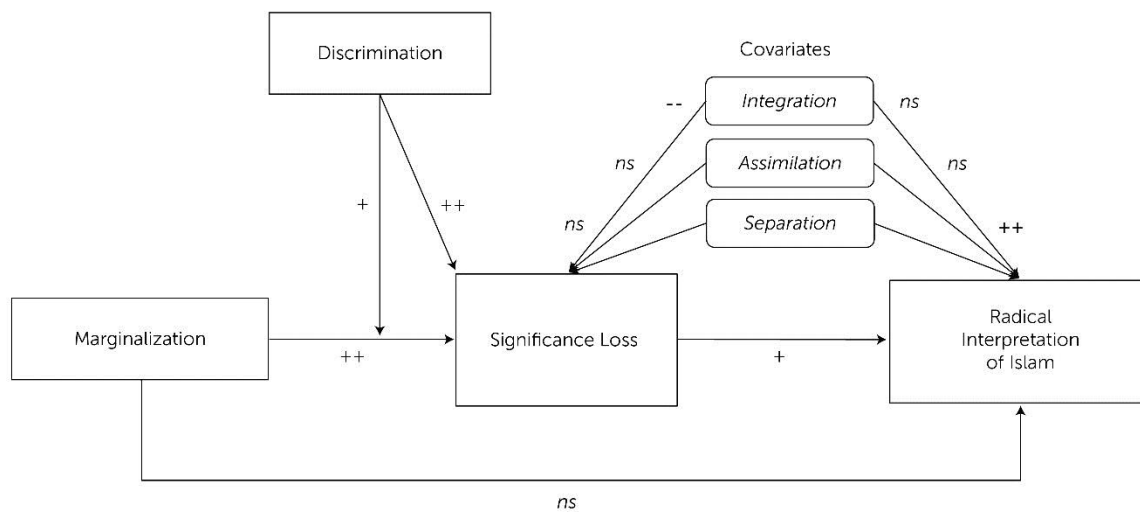 Discrimination
Covariates
-- Integration ns
ns Assimilation ns
+ ++
ns Separation ++
Marginalization
++
Significance Loss
+
Radical
Interpretation
of Islam
ns